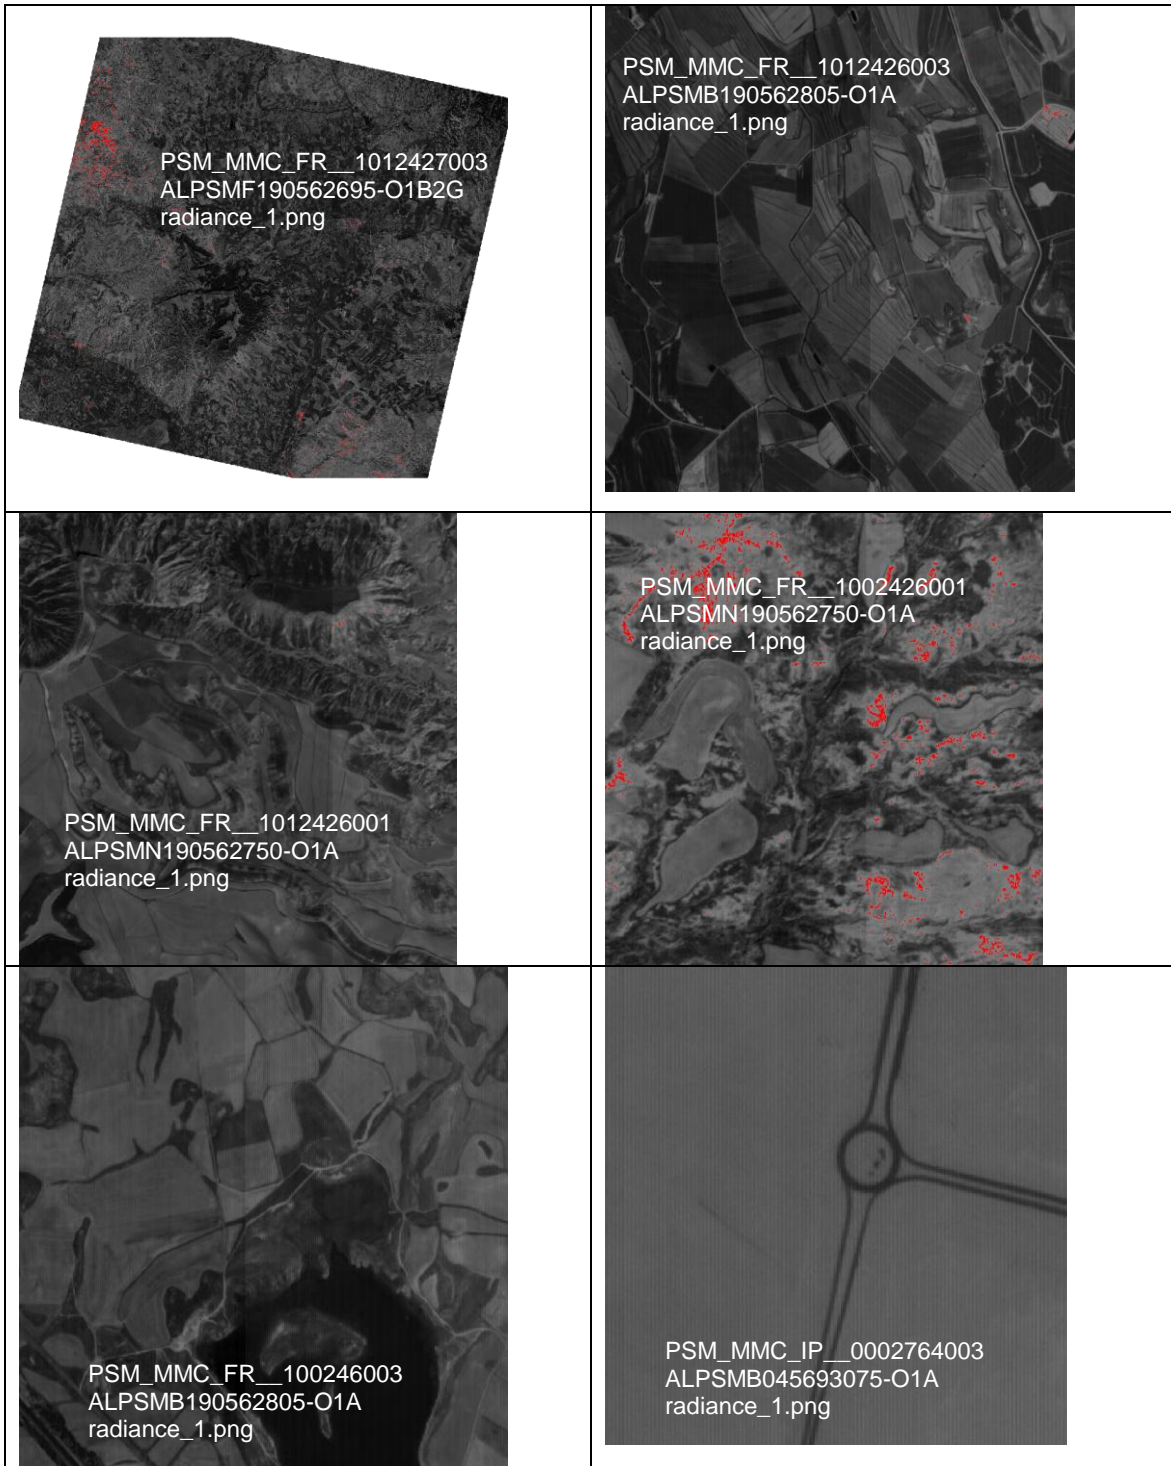 PSM_MMC_FR__1012427003
ALPSMF190562695-O1B2G
radiance_1.png
PSM_MMC_FR__1012426003
ALPSMB190562805-O1A
radiance_1.png
PSM_MMC_FR__1012426001
ALPSMN190562750-O1A
radiance_1.png
PSM_MMC_FR__1002426001
ALPSMN190562750-O1A
radiance_1.png
PSM_MMC_FR__100246003
ALPSMB190562805-O1A
radiance_1.png
PSM_MMC_IP__0002764003
ALPSMB045693075-O1A
radiance_1.png